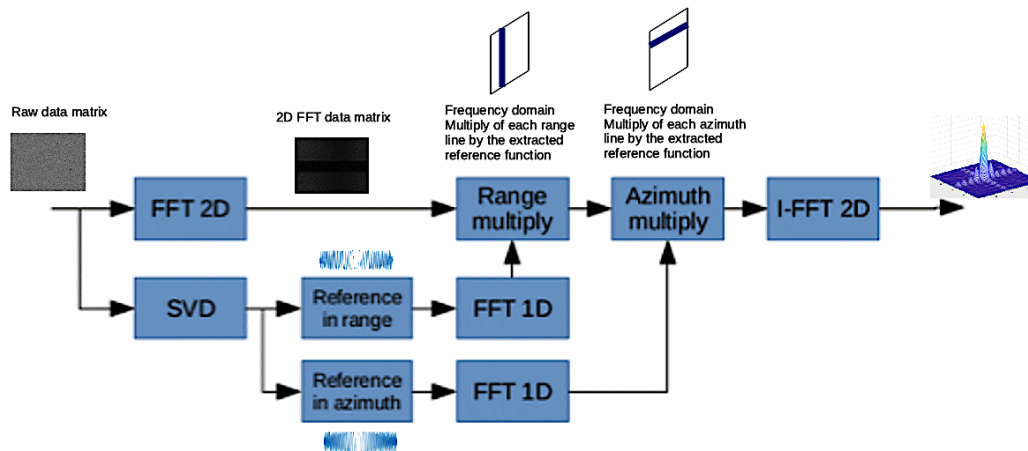 Raw data matrix
2D FFT data matrix
Frequency domain
Multiply of each range
line by the extracted
reference function
Frequency domain
Multiply of each azimuth
line by the extracted
reference function
FFT 2D
Range
multiply
Azimuth
multiply
I-FFT 2D
SVD
Reference
in range
FFT 1D
Reference
in azimuth
FFT 1D